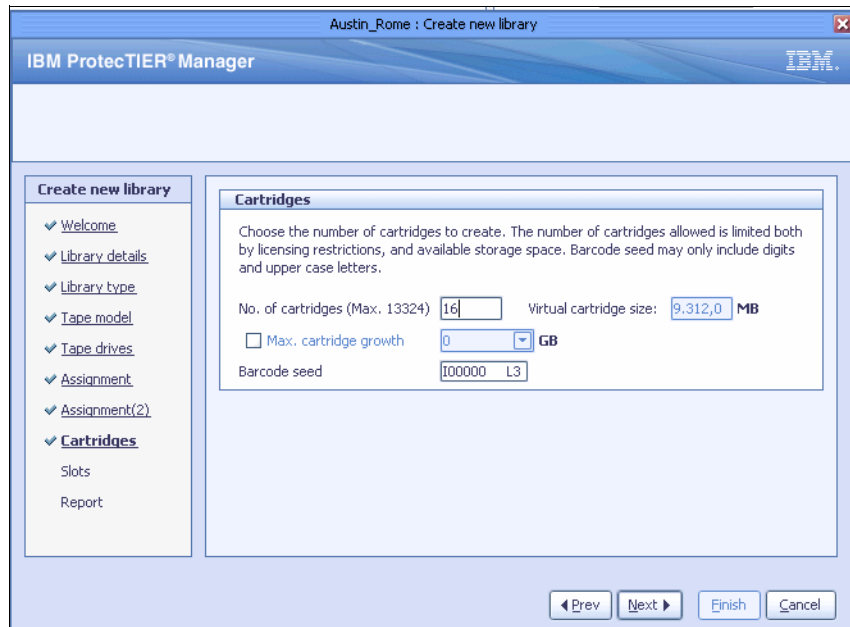 Austin_Rome : Create new library
IBM ProtecTIER® Manager
IBM.
Create new library
Welcome
Library details
Library type
Tape model
Tape drives
Assignment
Assignment(2)
Cartridges
Slots
Report
Cartridges
Choose the number of cartridges to create. The number of cartridges allowed is limited both
by licensing restrictions, and available storage space. Barcode seed may only include digits
and upper case letters.
No. of cartridges (Max. 13324) 16 Virtual cartridge size: 9.312,0 MB
Max. cartridge growth 0 GB
Barcode seed I00000 L3
Prev Next Finish Cancel